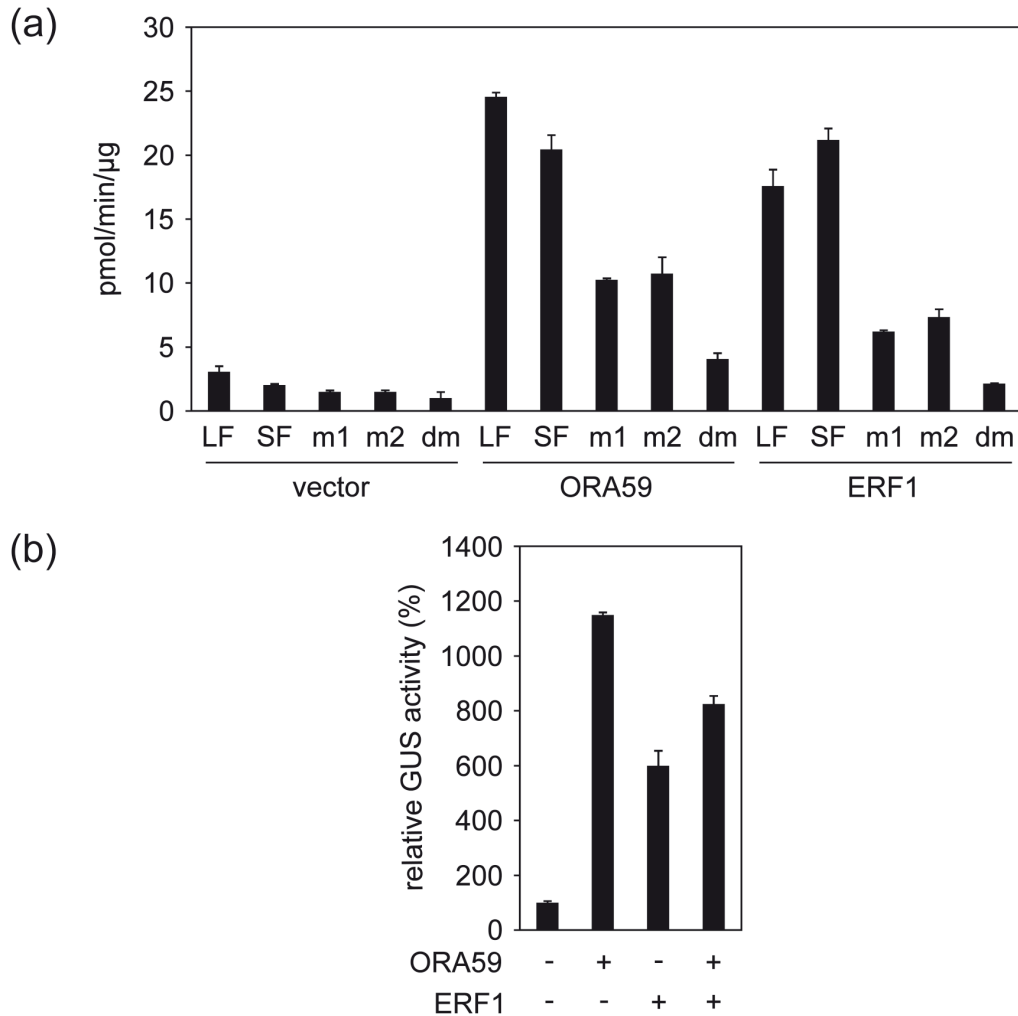 (a)
pmol/min/µg
30
25
20
15
10
5
0
LF SF m1 m2 dm LF SF m1 m2 dm LF SF m1 m2 dm
vector ORA59 ERF1
(b)
relative GUS activity (%)
1400
1200
1000
800
600
400
200
0
ORA59 - + - +
ERF1 - - + +